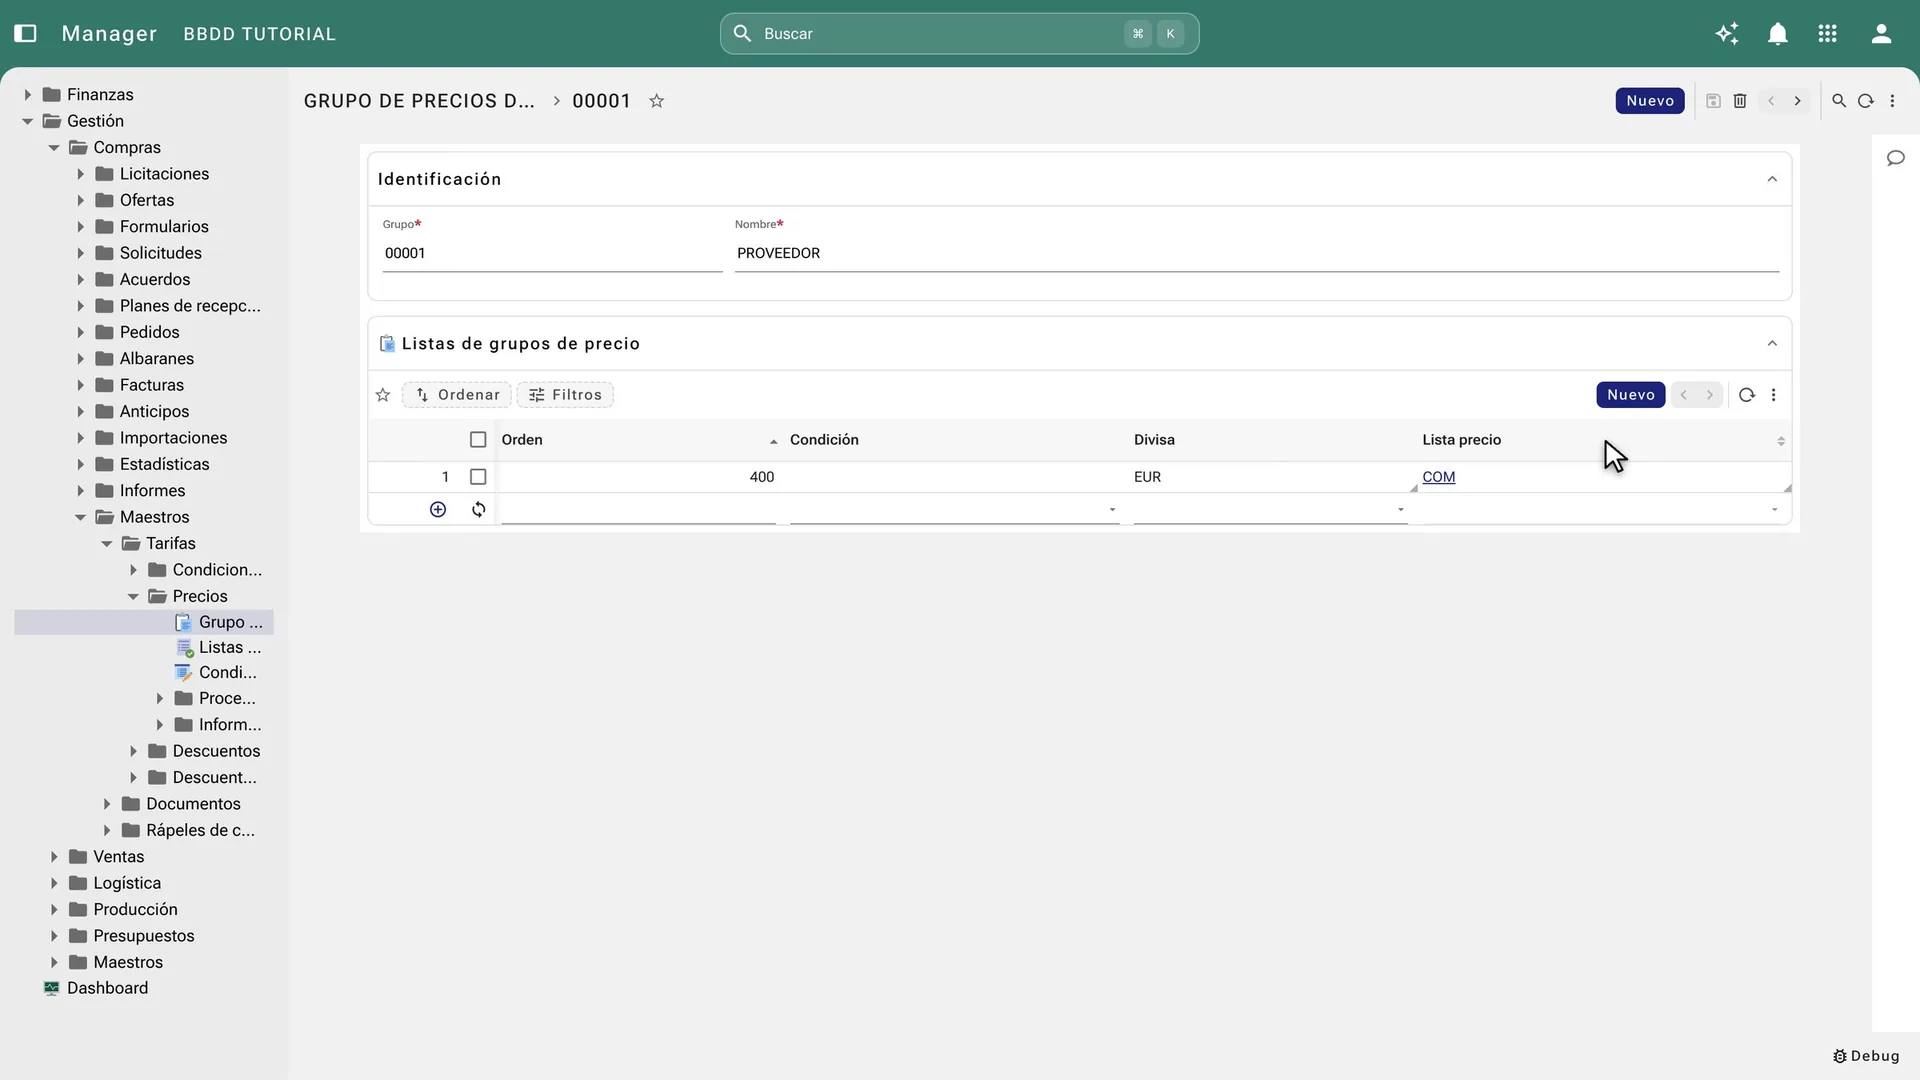 Manager BBDD TUTORIAL
Buscar
⌘ K
Finanzas
Gestión
Compras
Licitaciones
Ofertas
Formularios
Solicitudes
Acuerdos
Planes de recepc...
Pedidos
Albaranes
Facturas
Anticipos
Importaciones
Estadísticas
Informes
Maestros
Tarifas
Condicion...
Precios
Grupo ...
Listas ...
Condi...
Proce...
Inform...
Descuentos
Descuent...
Documentos
Rápeles de c...
Ventas
Logística
Producción
Presupuestos
Maestros
Dashboard
GRUPO DE PRECIOS D... > 00001
Nuevo
Identificación
Grupo* Nombre*
00001 PROVEEDOR
Listas de grupos de precio
Ordenar Filtros Nuevo
Orden Condición Divisa Lista precio
1 400 EUR COM
Debug